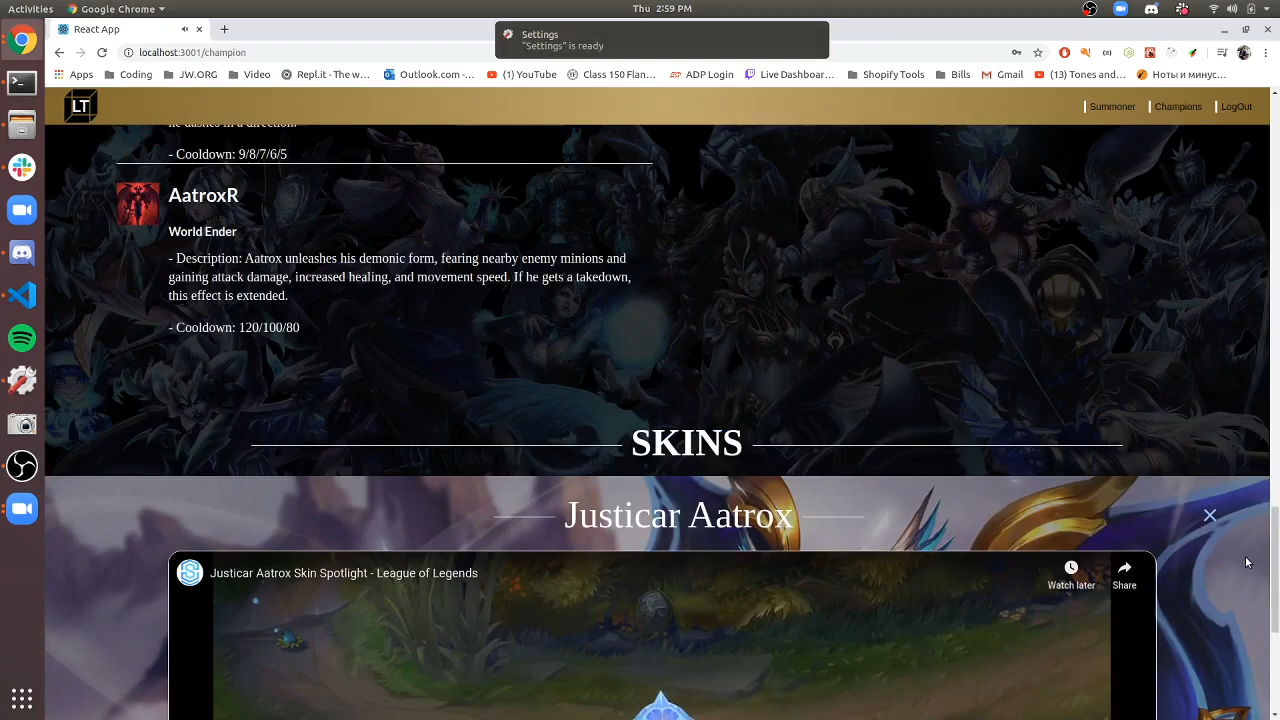 Activities
Google Chrome
Thu 2:59 PM
React App
Settings
“Settings” is ready
localhost:3001/champion
Apps
Coding
JW.ORG
Video
Repl.it - The w…
Outlook.com -…
(1) YouTube
Class 150 Flan…
ADP Login
Live Dashboar…
Shopify Tools
Bills
Gmail
(13) Tones and…
Ноты и минус…
LT
Summoner
Champions
LogOut
he dashes in a direction.
- Cooldown: 9/8/7/6/5
AatroxR
World Ender
- Description: Aatrox unleashes his demonic form, fearing nearby enemy minions and
gaining attack damage, increased healing, and movement speed. If he gets a takedown,
this effect is extended.
- Cooldown: 120/100/80
SKINS
Justicar Aatrox
Justicar Aatrox Skin Spotlight - League of Legends
Watch later
Share